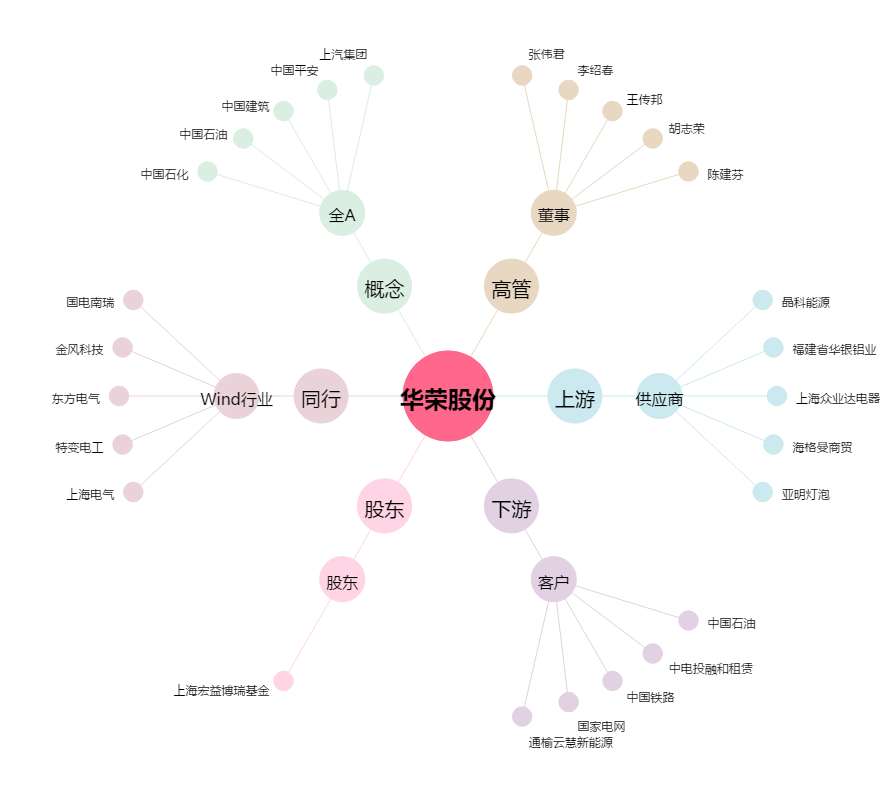 上汽集团
中国平安
中国建筑
中国石油
中国石化
全A
概念
张伟君
李绍春
王传邦
胡志荣
陈建芬
董事
高管
国电南瑞
金风科技
东方电气
特变电工
上海电气
Wind行业
同行
华荣股份
上游
供应商
晶科能源
福建省华银铝业
上海众业达电器
海格曼商贸
亚明灯泡
股东
股东
上海宏益博瑞基金
下游
客户
中国石油
中电投融和租赁
中国铁路
国家电网
通榆云慧新能源